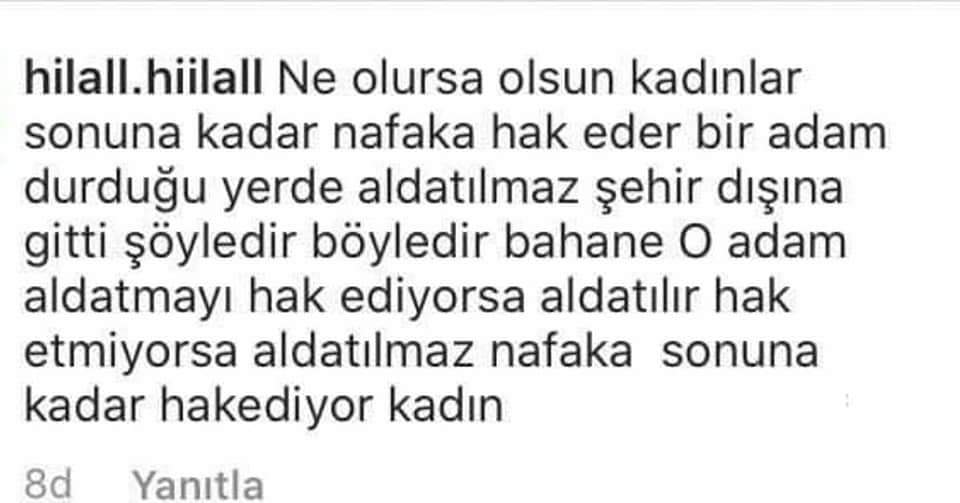 hilall.hiilall Ne olursa olsun kadınlar
sonuna kadar nafaka hak eder bir adam
durduğu yerde aldatılmaz şehir dışına
gitti şöyledir böyledir bahane O adam
aldatmayı hak ediyorsa aldatılır hak
etmiyorsa aldatılmaz nafaka  sonuna
kadar hakediyor kadın
8d Yanıtla